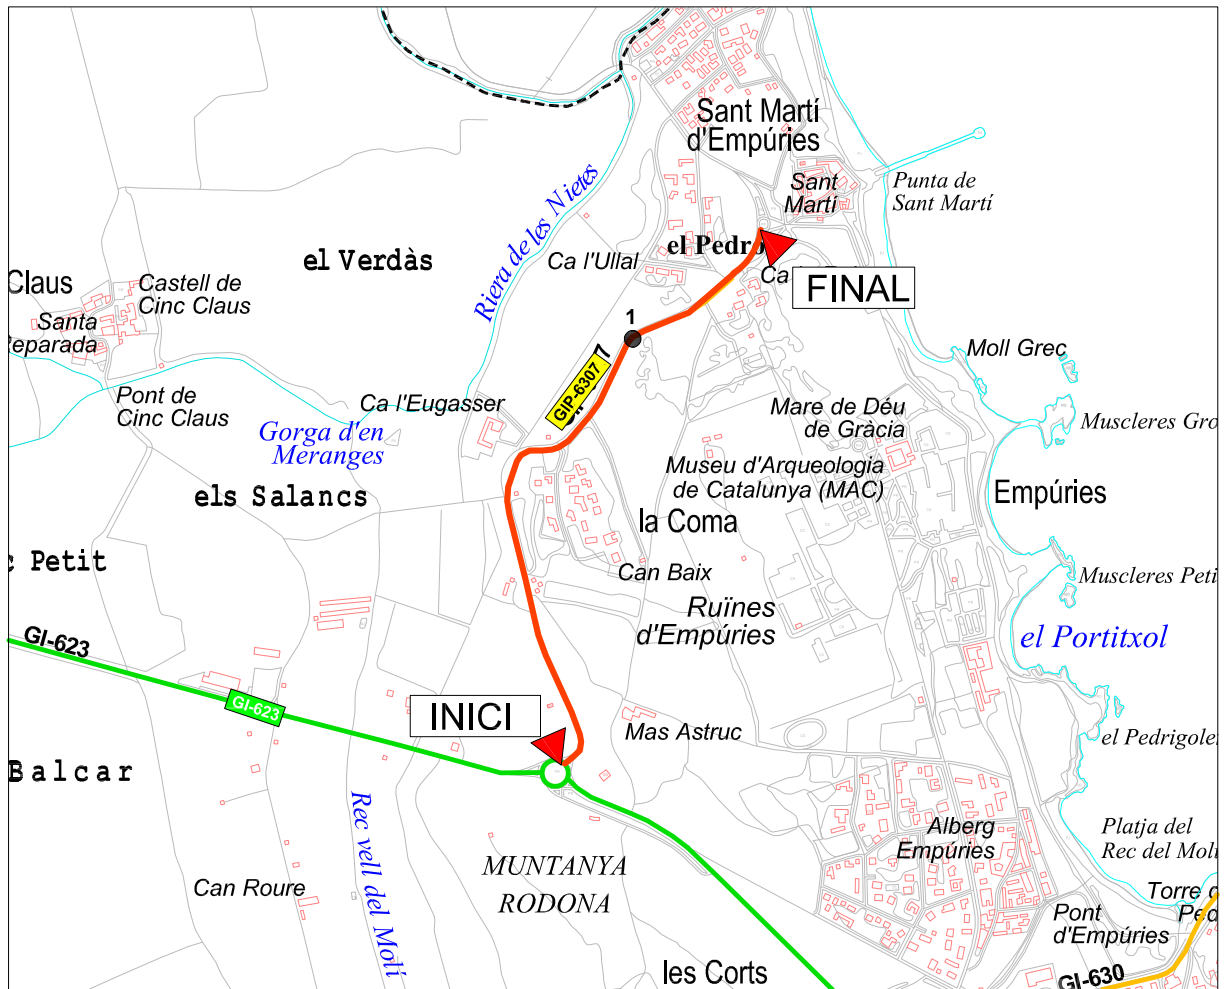 Sant Martí
d'Empúries
Sant
Martí
Punta de
Sant Martí
Riera de les Nietes
el Verdàs
Ca l'Ullal
el Pedró
Ca
FINAL
Claus
Castell de
Cinc Claus
Santa
1
Moll Grec
GIP-6307
7
Pont de
Cinc Claus
Ca l'Eugasser
Mare de Déu
de Gràcia
Muscleres Gro
Gorga d'en
Meranges
Museu d'Arqueologia
de Catalunya (MAC)
els Salancs
Empúries
la Coma
Petit
Can Baix
Muscleres Peti
Ruïnes
d'Empúries
el Portitxol
GI-623
GI-623
INICI
Mas Astruc
el Pedrigole
Balcar
Rec vell del Molí
Alberg
Empúries
Platja del
Rec del Moli
MUNTANYA
RODONA
Can Roure
Torre
Ped
Pont
d'Empúries
les Corts
GI-630